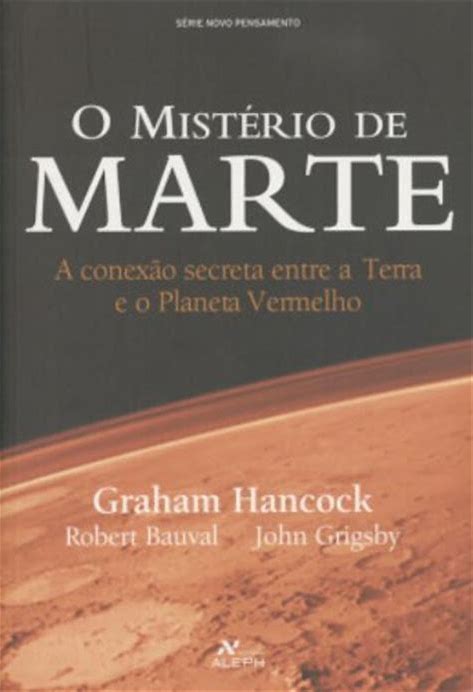 SÉRIE NOVO PENSAMENTO
O MISTÉRIO DE
MARTE
A conexão secreta entre a Terra
e o Planeta Vermelho
Graham Hancock
Robert Bauval John Grigsby
ALEPH